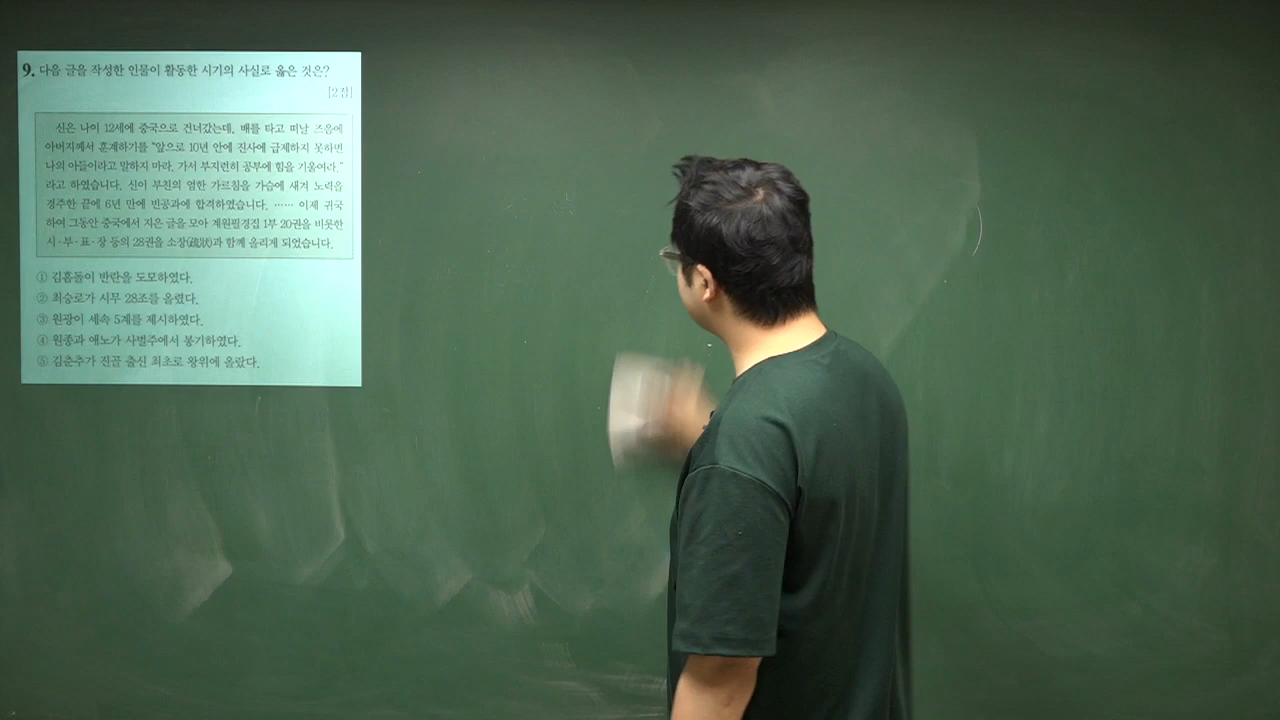 9. 다음 글을 작성한 인물이 활동한 시기의 사실로 옳은 것은?
[2점]
신은 나이 12세에 중국으로 건너갔는데, 배를 타고 떠날 즈음에
아버지께서 훈계하기를 “앞으로 10년 안에 진사에 급제하지 못하면
나의 아들이라고 말하지 마라. 가서 부지런히 공부에 힘을 기울여라.”
라고 하였습니다. 신이 부친의 엄한 가르침을 가슴에 새겨 노력을
경주한 끝에 6년 만에 빈공과에 합격하였습니다. …… 이제 귀국
하여 그동안 중국에서 지은 글을 모아 계원필경집 1부 20권을 비롯한
시·부·표·장 등의 28권을 소장(疏狀)과 함께 올리게 되었습니다.
① 김흠돌이 반란을 도모하였다.
② 최승로가 시무 28조를 올렸다.
③ 원광이 세속 5계를 제시하였다.
④ 원종과 애노가 사벌주에서 봉기하였다.
⑤ 김춘추가 진골 출신 최초로 왕위에 올랐다.